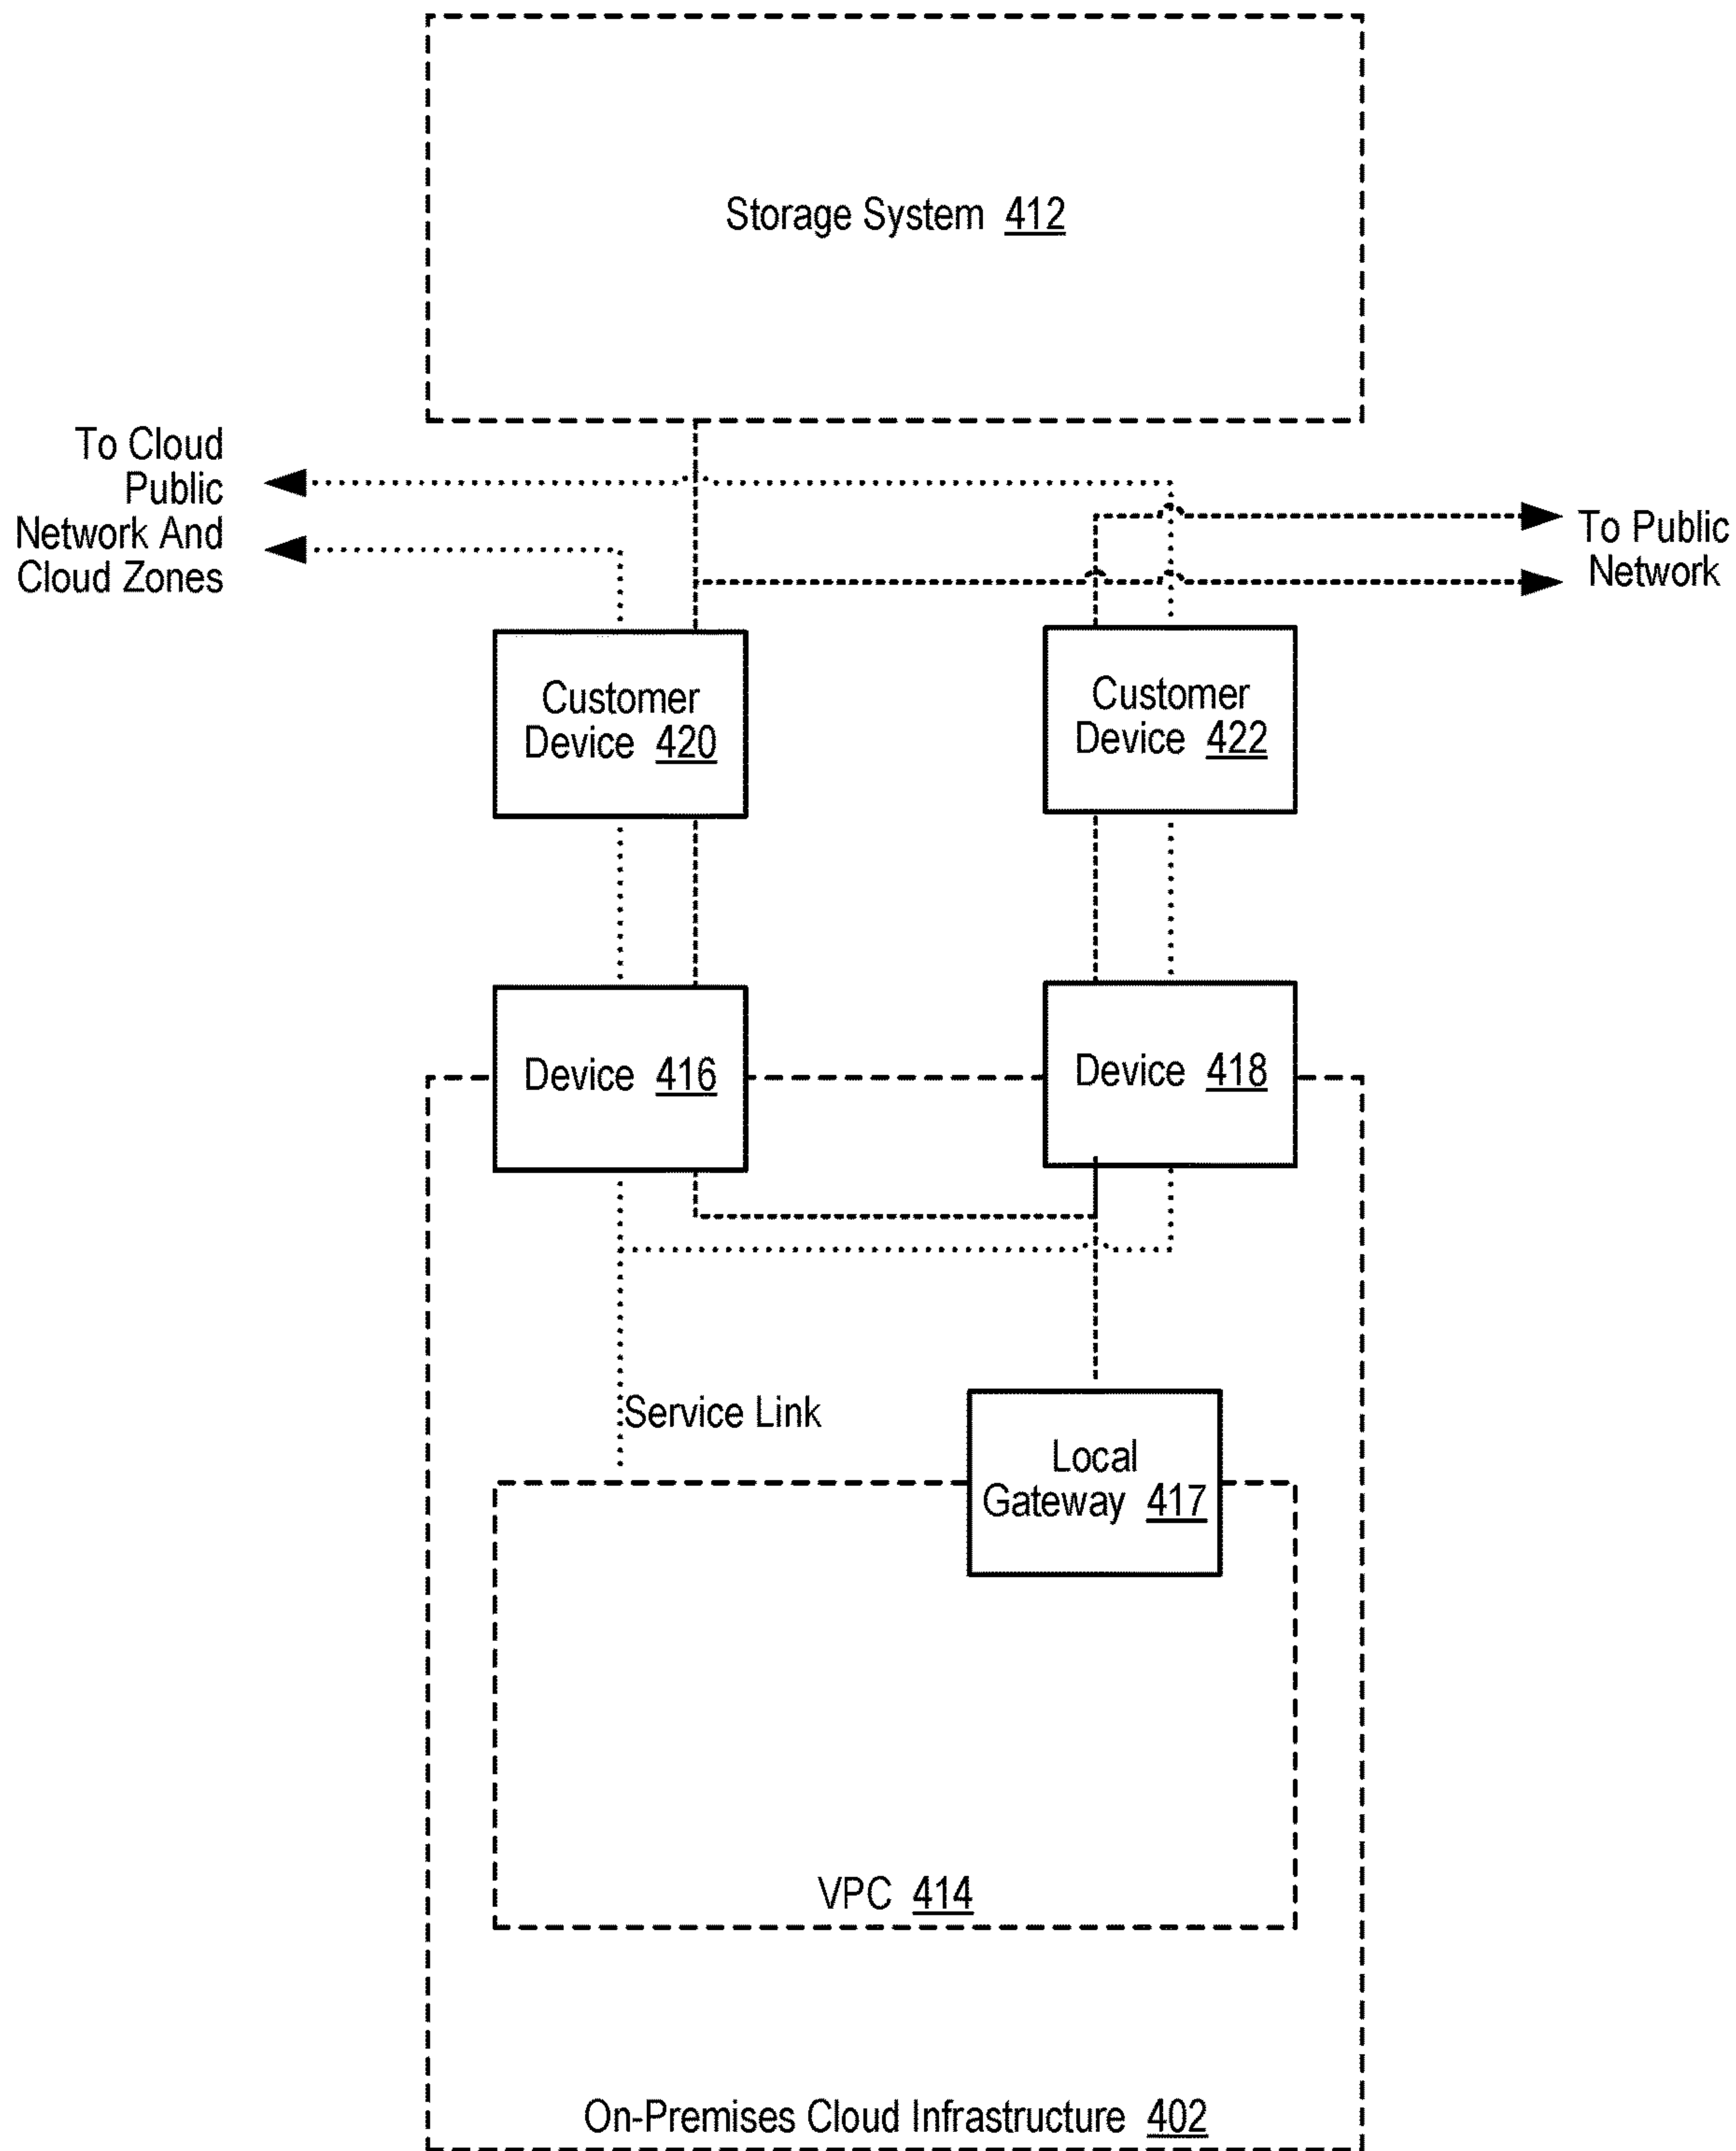 Storage System 412
To Cloud
Public
Network And
Cloud Zones
To Public
Network
Customer
Device 420
Customer
Device 422
Device 416
Device 418
Service Link
Local
Gateway 417
VPC 414
On-Premises Cloud Infrastructure 402